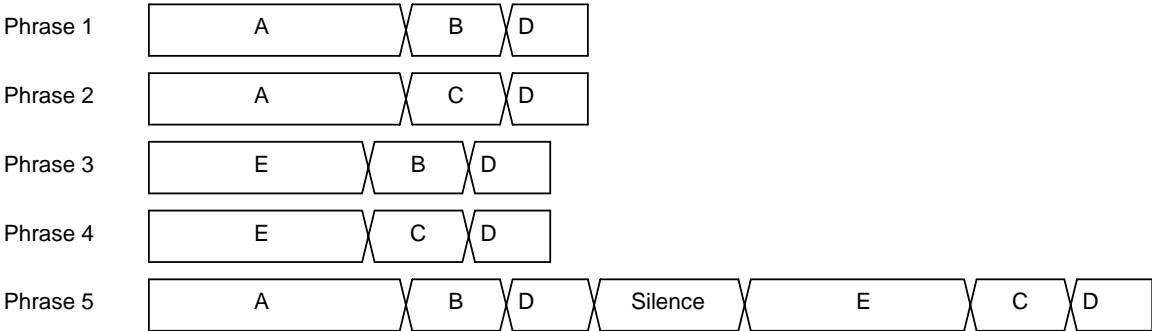 Phrase 1 A B D
Phrase 2 A C D
Phrase 3 E B D
Phrase 4 E C D
Phrase 5 A B D Silence E C D